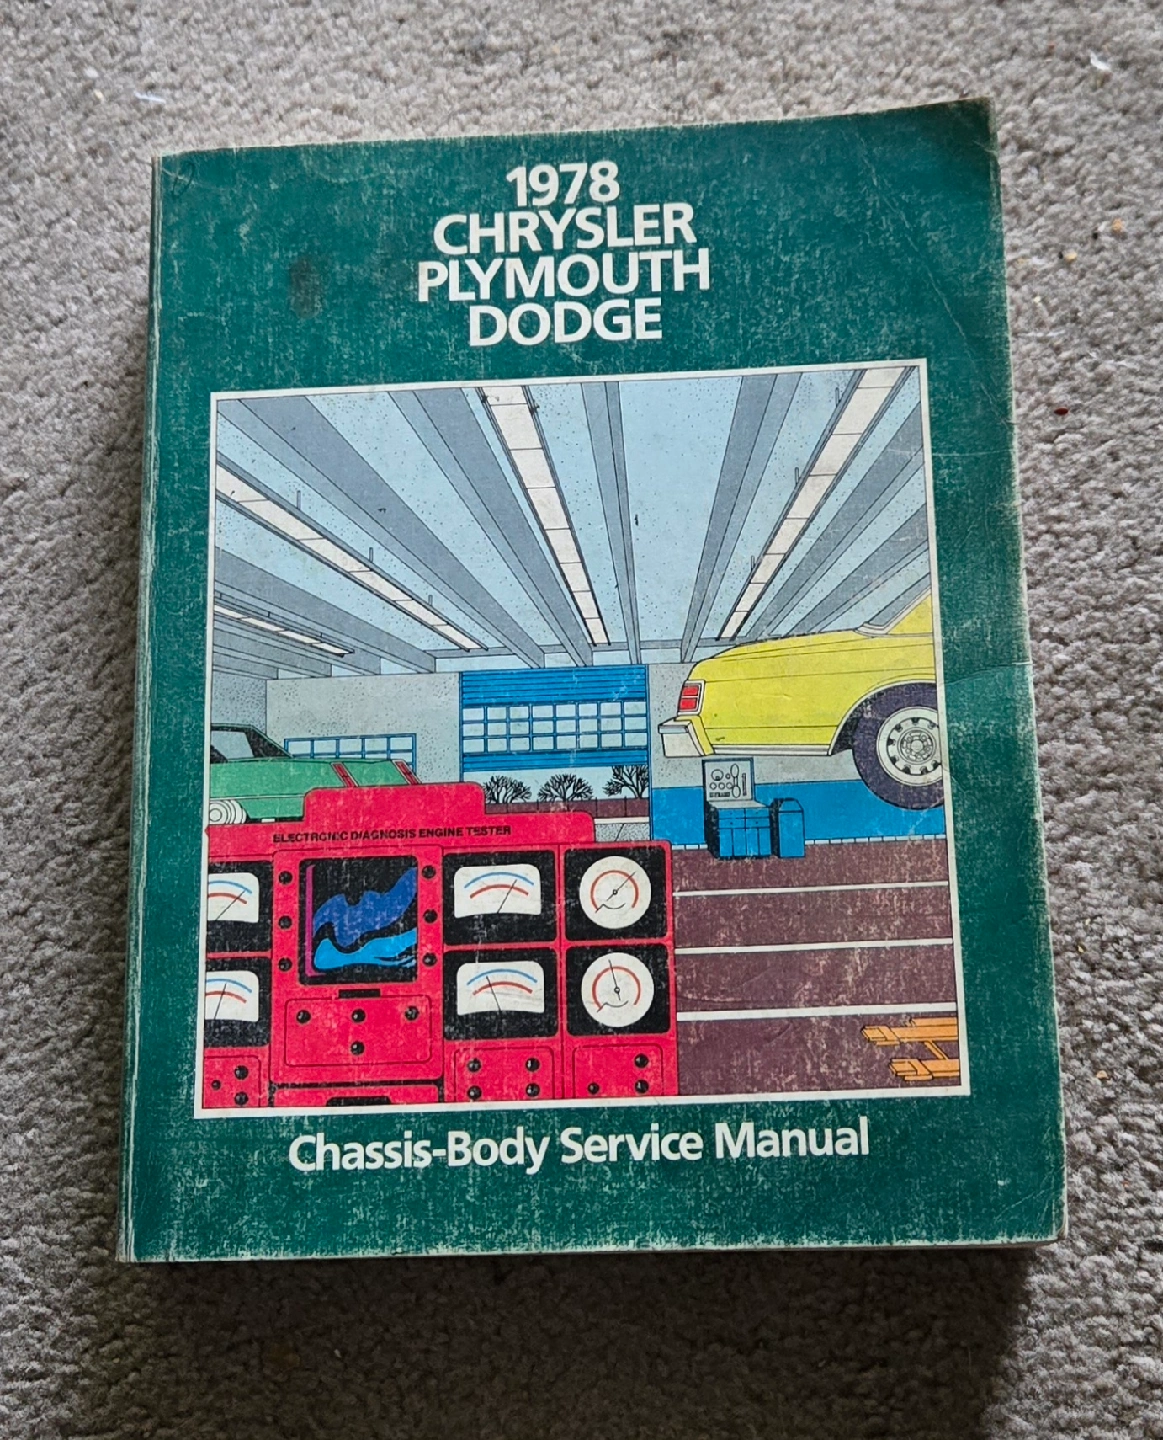 1978
CHRYSLER
PLYMOUTH
DODGE
ELECTRONIC DIAGNOSIS ENGINE TESTER
Chassis-Body Service Manual